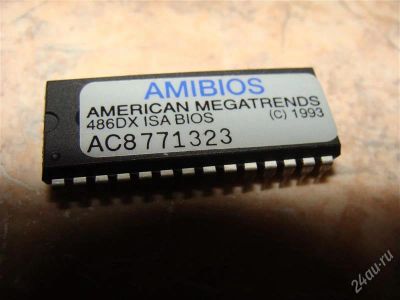 AMIBIOS
AMERICAN MEGATRENDS
486DX ISA BIOS (C) 1993
AC8771323
24au.ru